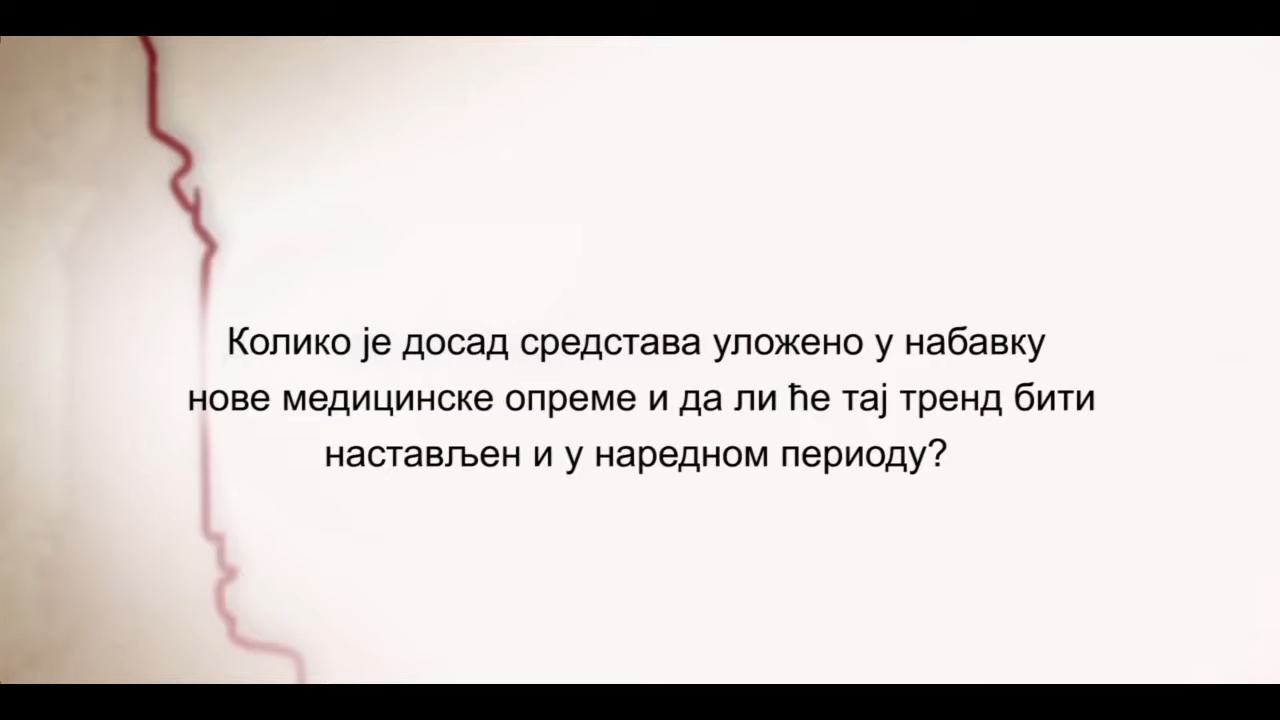 Колико је досад средстава уложено у набавку
нове медицинске опреме и да ли ће тај тренд бити
настављен и у наредном периоду?